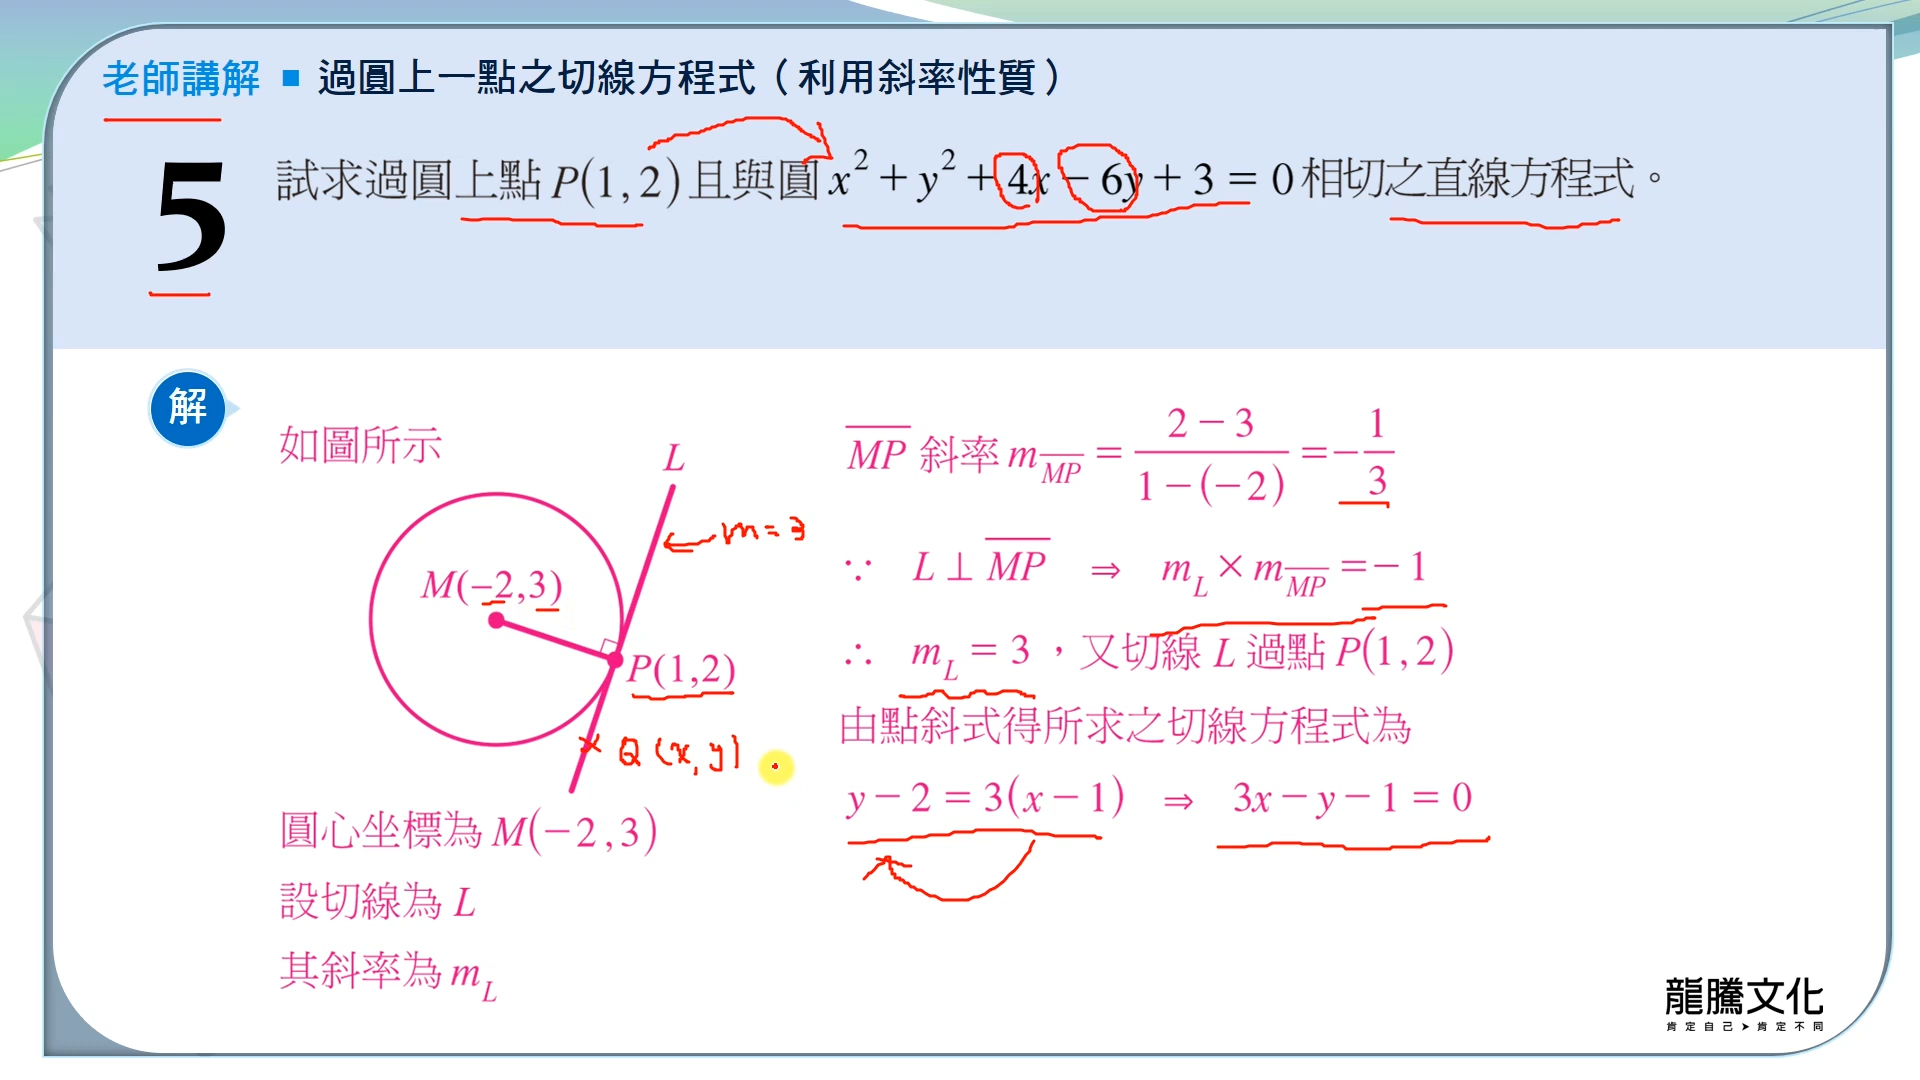 老師講解 ■ 過圓上一點之切線方程式（利用斜率性質）
5
試求過圓上點 P(1, 2) 且與圓 x² + y² + 4x − 6y + 3 = 0 相切之直線方程式。
解
如圖所示
L
m = 3
M(−2,3)
P(1,2)
Q (x, y)
圓心坐標為 M(−2, 3)
設切線為 L
其斜率為 m_L
MP 斜率 m_MP = (2 − 3)/(1 − (−2)) = −1/3
∵ L ⊥ MP ⇒ m_L × m_MP = −1
∴ m_L = 3，又切線 L 過點 P(1, 2)
由點斜式得所求之切線方程式為
y − 2 = 3(x − 1) ⇒ 3x − y − 1 = 0
龍騰文化
肯定自己➤肯定不同